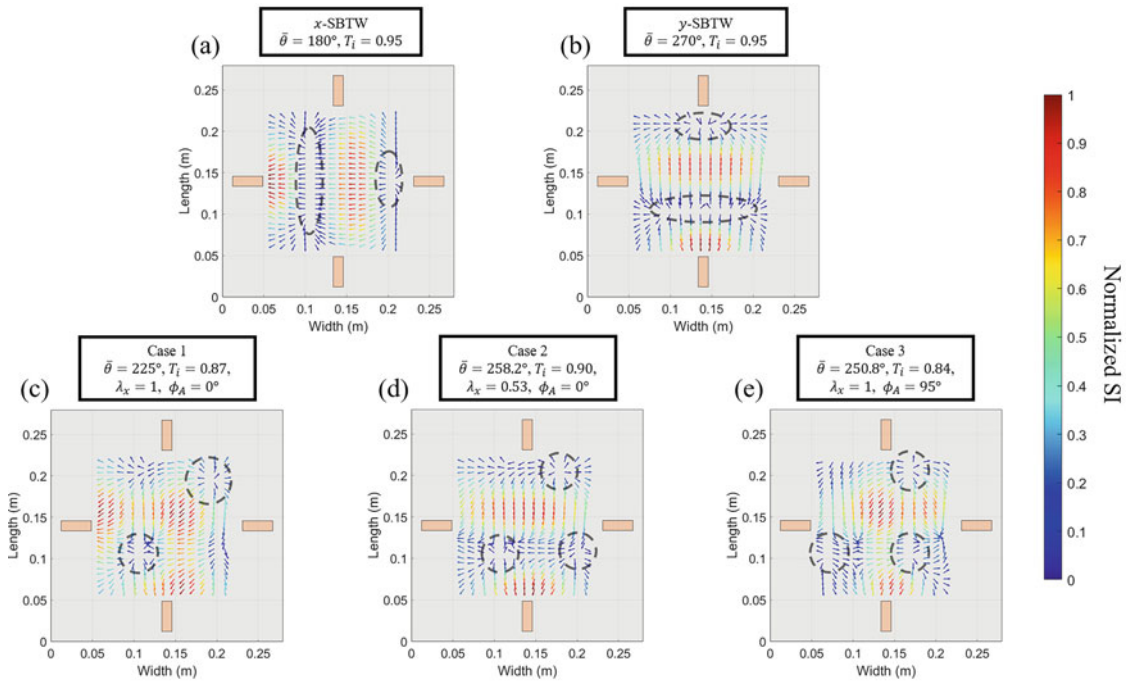 x-SBTW
θ̄ = 180°, T_i = 0.95
(a)
y-SBTW
θ̄ = 270°, T_i = 0.95
(b)
0.25
0.2
0.15
0.1
0.05
0
Length (m)
0 0.05 0.1 0.15 0.2 0.25
Width (m)
0.25
0.2
0.15
0.1
0.05
0
Length (m)
0 0.05 0.1 0.15 0.2 0.25
Width (m)
Case 1
θ̄ = 225°, T_i = 0.87,
λ_x = 1, ϕ_A = 0°
(c)
Case 2
θ̄ = 258.2°, T_i = 0.90,
λ_x = 0.53, ϕ_A = 0°
(d)
Case 3
θ̄ = 250.8°, T_i = 0.84,
λ_x = 1, ϕ_A = 95°
(e)
0.25
0.2
0.15
0.1
0.05
0
Length (m)
0 0.05 0.1 0.15 0.2 0.25
Width (m)
0.25
0.2
0.15
0.1
0.05
0
Length (m)
0 0.05 0.1 0.15 0.2 0.25
Width (m)
0.25
0.2
0.15
0.1
0.05
0
Length (m)
0 0.05 0.1 0.15 0.2 0.25
Width (m)
1
0.9
0.8
0.7
0.6
0.5
0.4
0.3
0.2
0.1
0
Normalized SI